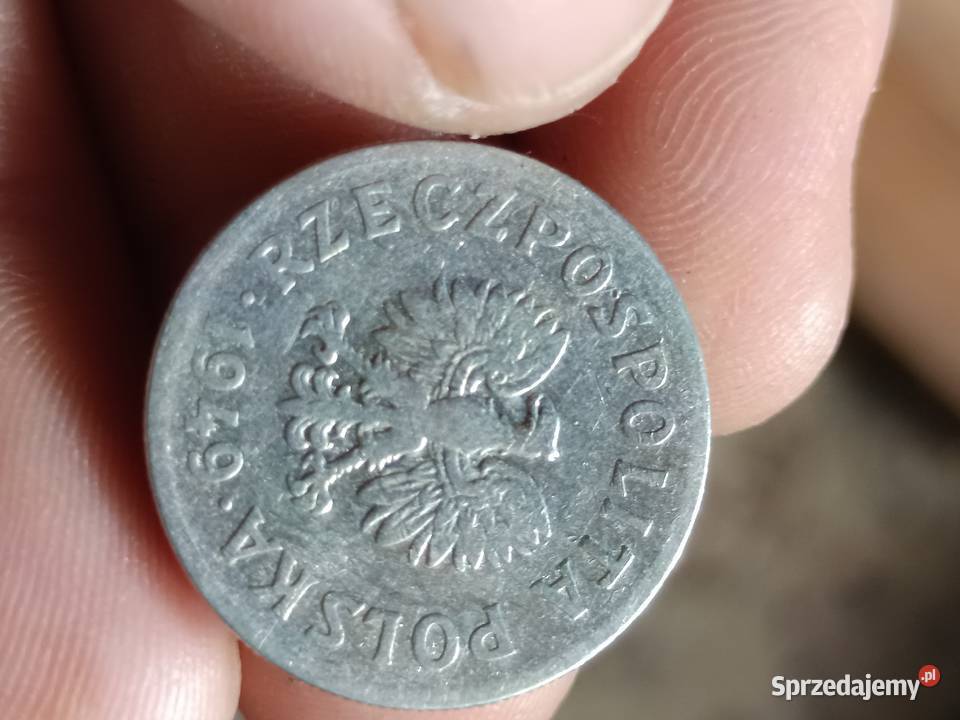 RZECZPOSPOLITA POLSKA
·1949·
Sprzedajemy.pl